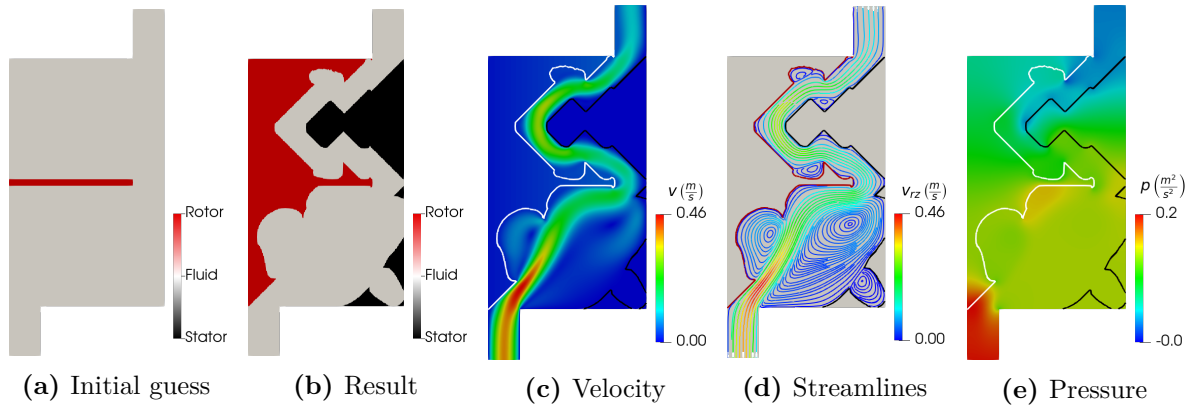 Rotor
Fluid
Stator
Rotor
Fluid
Stator
v (m/s)
0.46
0.00
v_rz (m/s)
0.46
0.00
p (m²/s²)
0.2
-0.0
(a) Initial guess
(b) Result
(c) Velocity
(d) Streamlines
(e) Pressure